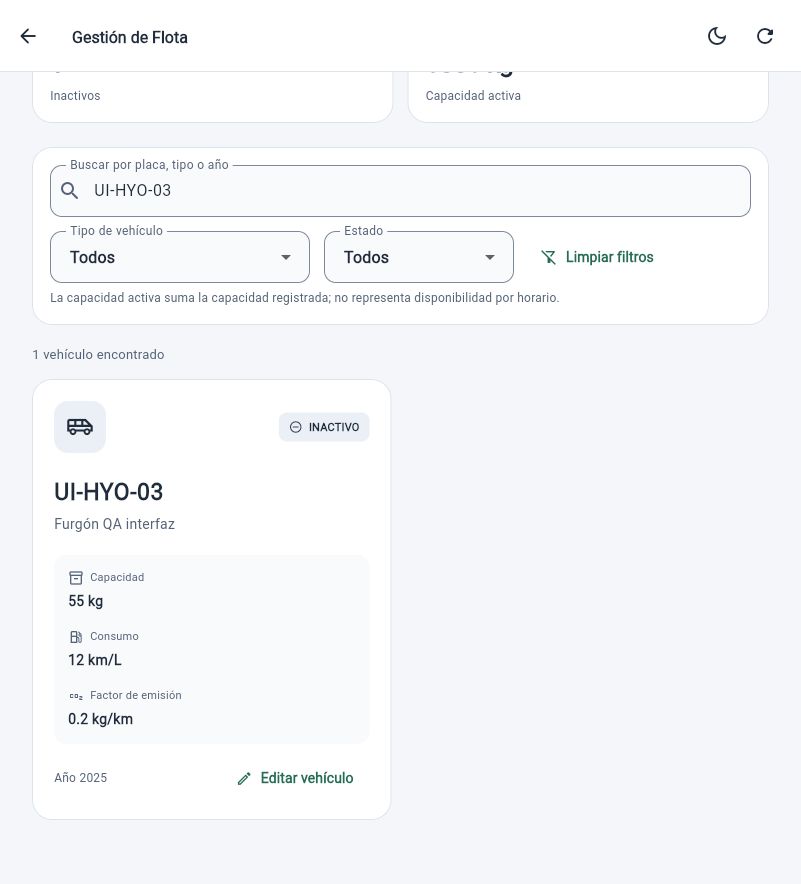 Gestión de Flota
Inactivos
Capacidad activa
Buscar por placa, tipo o año
UI-HYO-03
Tipo de vehículo
Todos
Estado
Todos
Limpiar filtros
La capacidad activa suma la capacidad registrada; no representa disponibilidad por horario.
1 vehículo encontrado
INACTIVO
UI-HYO-03
Furgón QA interfaz
Capacidad
55 kg
Consumo
12 km/L
CO₂ Factor de emisión
0.2 kg/km
Año 2025
Editar vehículo